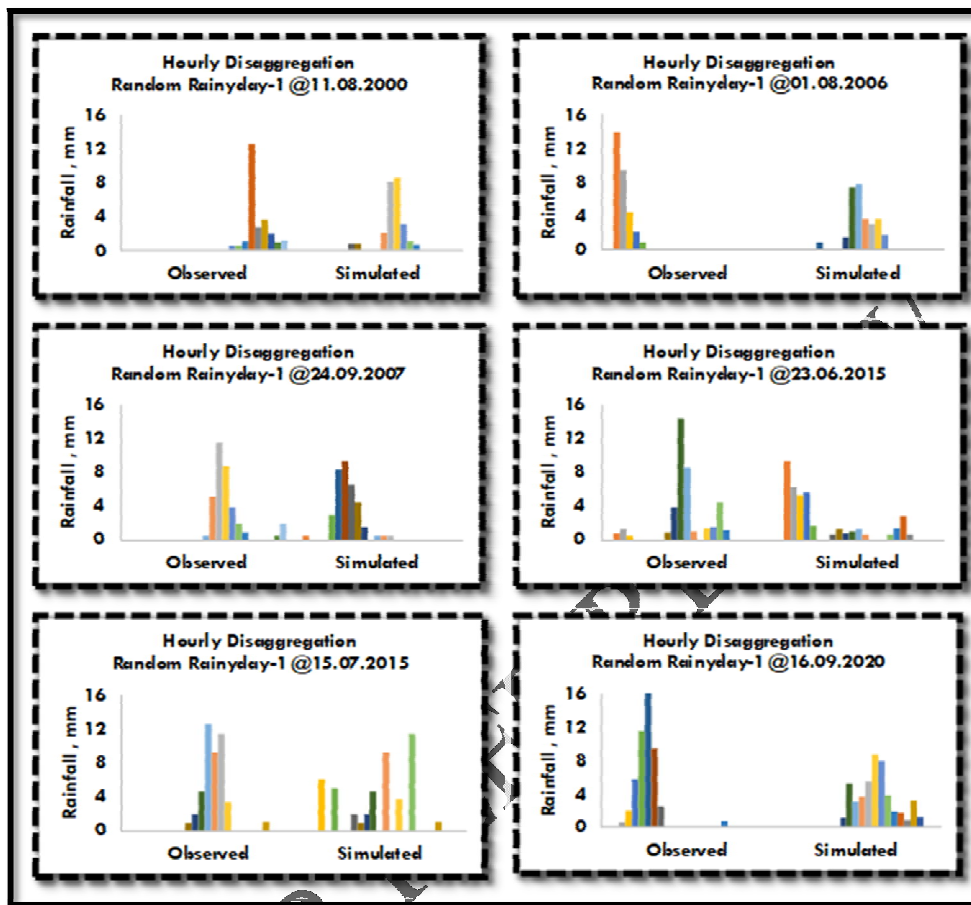 Hourly Disaggregation
Random Rainyday-1 @11.08.2000
16
12
8
4
0
Rainfall , mm
Observed
Simulated
Hourly Disaggregation
Random Rainyday-1 @01.08.2006
16
12
8
4
0
Rainfall , mm
Observed
Simulated
Hourly Disaggregation
Random Rainyday-1 @24.09.2007
16
12
8
4
0
Rainfall , mm
Observed
Simulated
Hourly Disaggregation
Random Rainyday-1 @23.06.2015
16
12
8
4
0
Rainfall , mm
Observed
Simulated
Hourly Disaggregation
Random Rainyday-1 @15.07.2015
16
12
8
4
0
Rainfall , mm
Observed
Simulated
Hourly Disaggregation
Random Rainyday-1 @16.09.2020
16
12
8
4
0
Rainfall , mm
Observed
Simulated